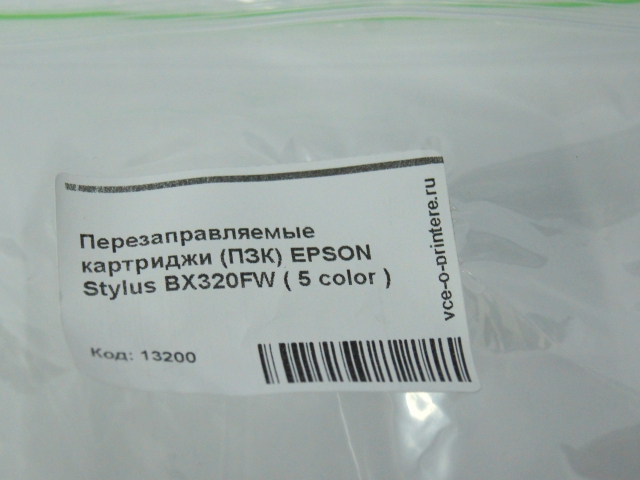 Перезаправляемые
картриджи (ПЗК) EPSON
Stylus BX320FW ( 5 color )
Код: 13200
vce-o-printere.ru